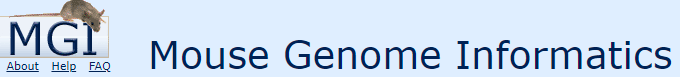 MGI
About Help FAQ
Mouse Genome Informatics